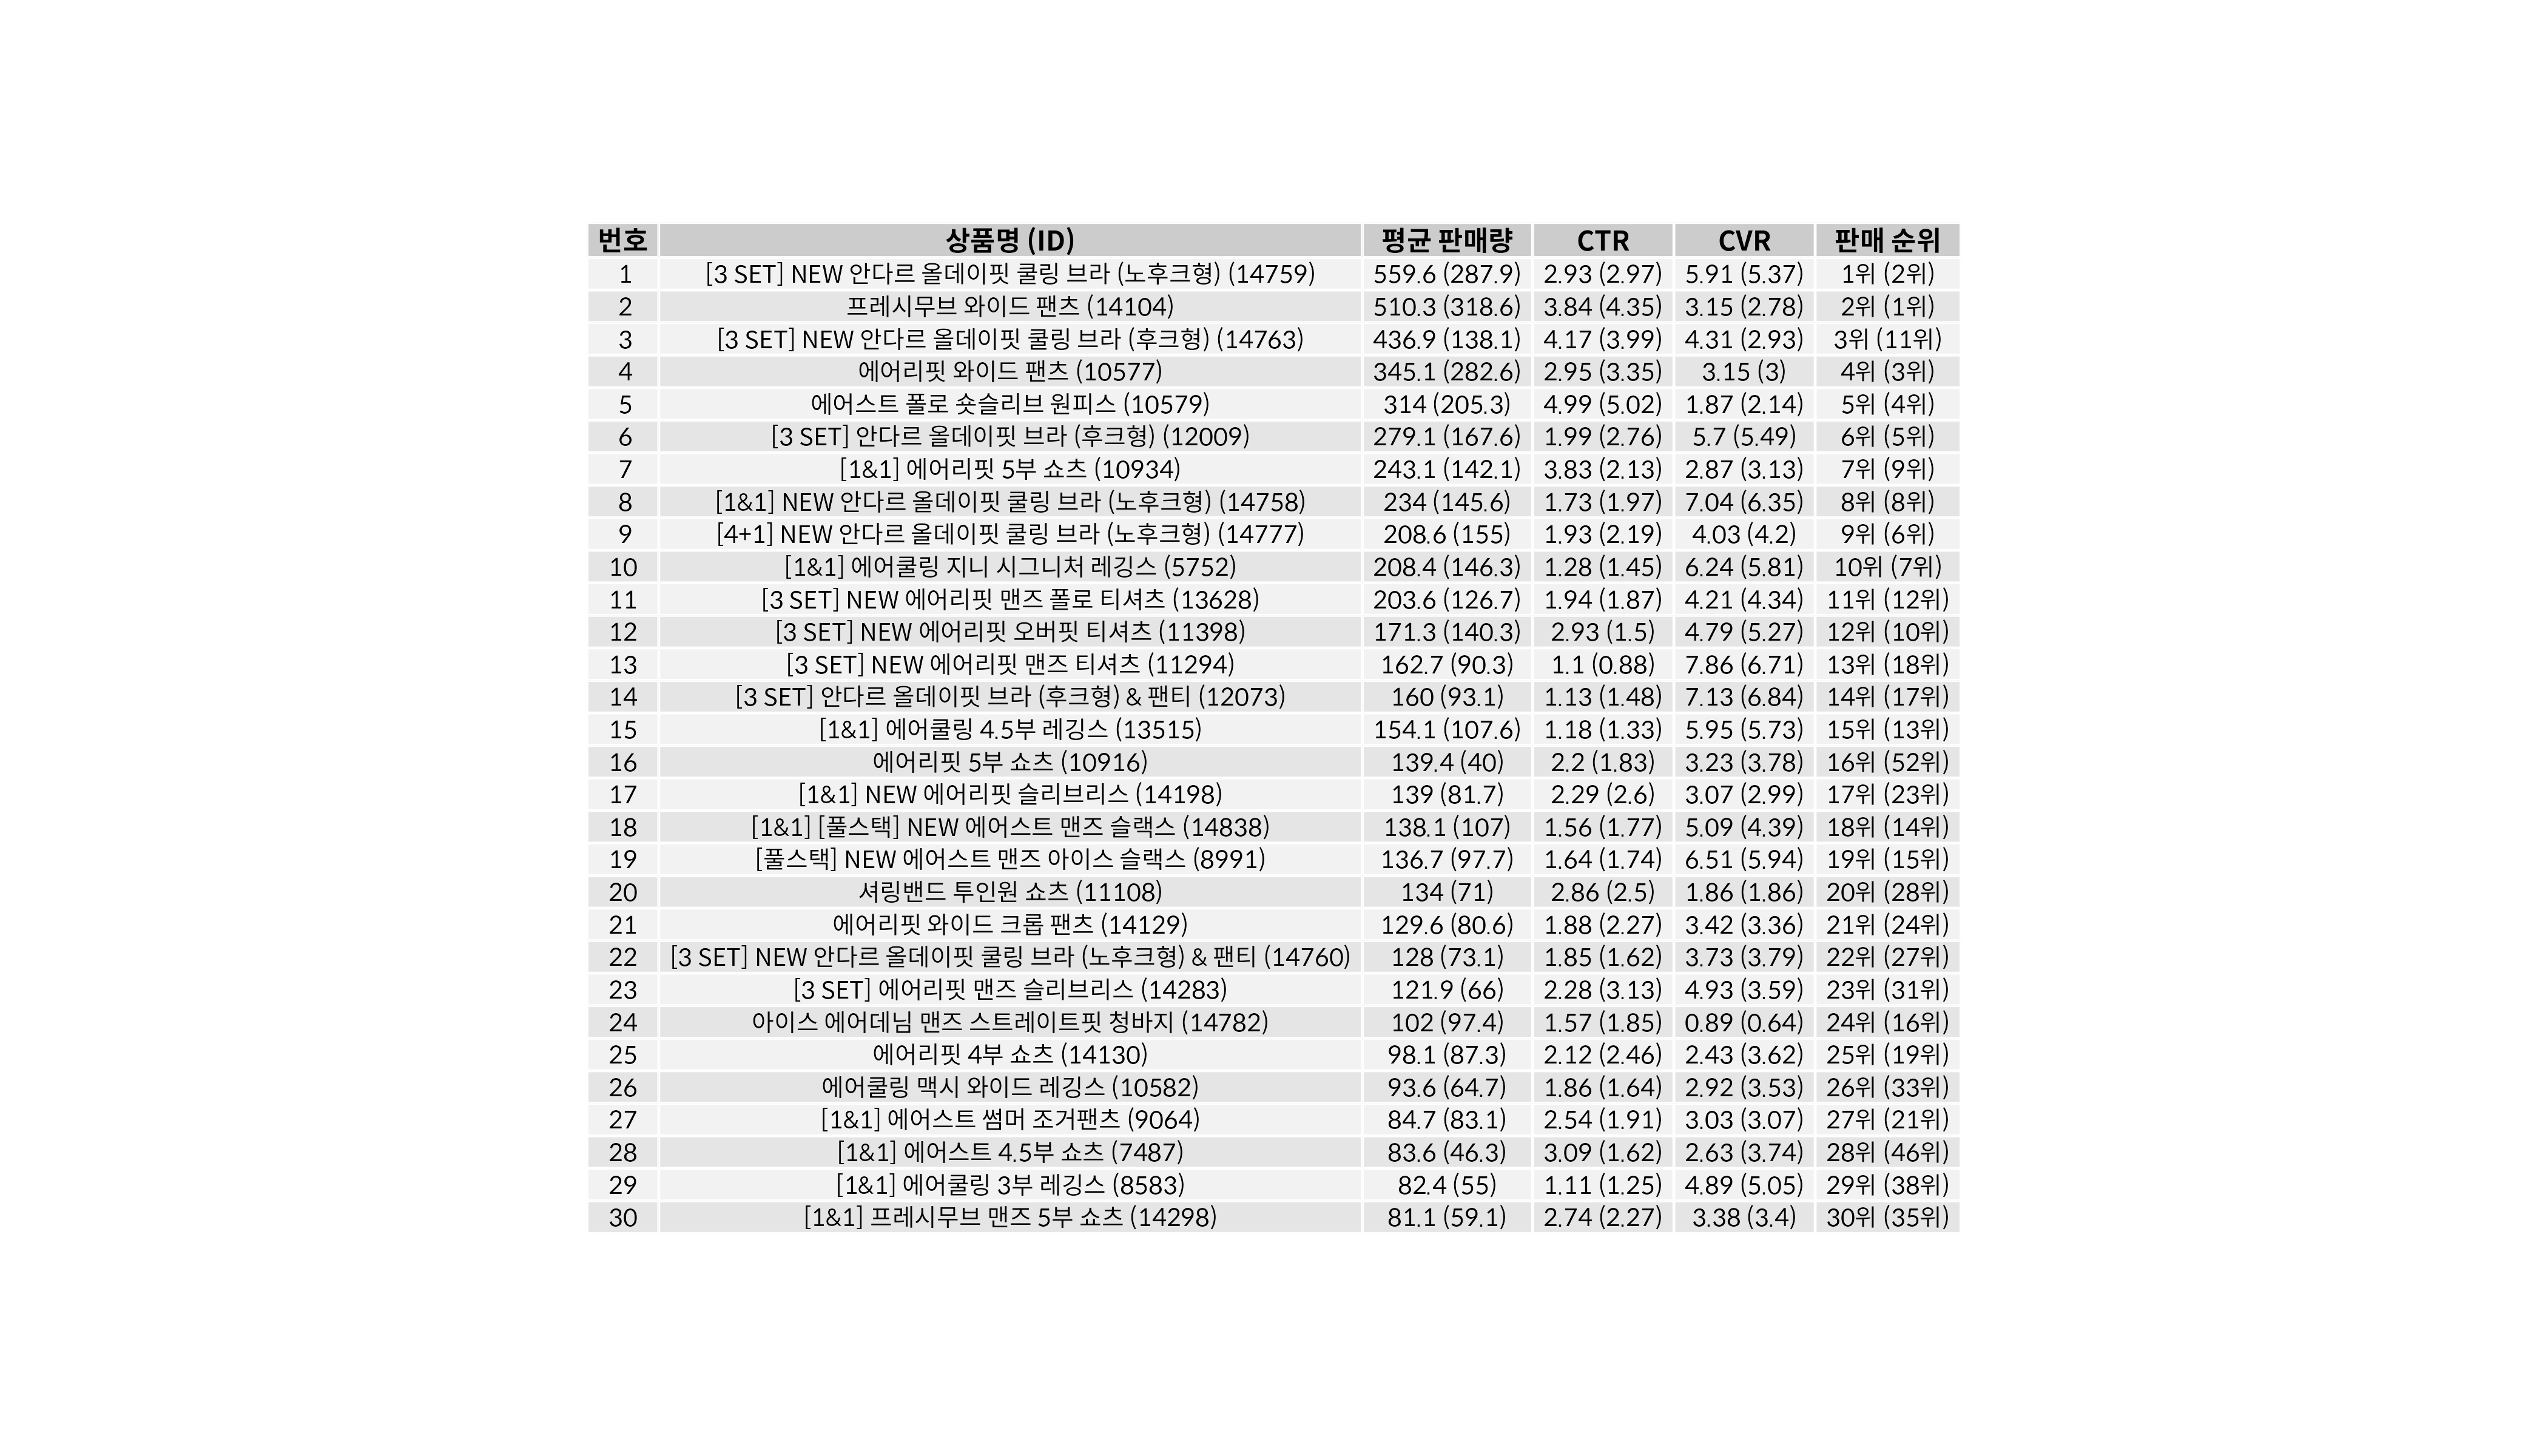 번호 상품명 (ID) 평균 판매량 CTR CVR 판매 순위
1 [3 SET] NEW 안다르 올데이핏 쿨링 브라 (노후크형) (14759) 559.6 (287.9) 2.93 (2.97) 5.91 (5.37) 1위 (2위)
2 프레시무브 와이드 팬츠 (14104) 510.3 (318.6) 3.84 (4.35) 3.15 (2.78) 2위 (1위)
3 [3 SET] NEW 안다르 올데이핏 쿨링 브라 (후크형) (14763) 436.9 (138.1) 4.17 (3.99) 4.31 (2.93) 3위 (11위)
4 에어리핏 와이드 팬츠 (10577) 345.1 (282.6) 2.95 (3.35) 3.15 (3) 4위 (3위)
5 에어스트 폴로 숏슬리브 원피스 (10579) 314 (205.3) 4.99 (5.02) 1.87 (2.14) 5위 (4위)
6 [3 SET] 안다르 올데이핏 브라 (후크형) (12009) 279.1 (167.6) 1.99 (2.76) 5.7 (5.49) 6위 (5위)
7 [1&1] 에어리핏 5부 쇼츠 (10934) 243.1 (142.1) 3.83 (2.13) 2.87 (3.13) 7위 (9위)
8 [1&1] NEW 안다르 올데이핏 쿨링 브라 (노후크형) (14758) 234 (145.6) 1.73 (1.97) 7.04 (6.35) 8위 (8위)
9 [4+1] NEW 안다르 올데이핏 쿨링 브라 (노후크형) (14777) 208.6 (155) 1.93 (2.19) 4.03 (4.2) 9위 (6위)
10 [1&1] 에어쿨링 지니 시그니처 레깅스 (5752) 208.4 (146.3) 1.28 (1.45) 6.24 (5.81) 10위 (7위)
11 [3 SET] NEW 에어리핏 맨즈 폴로 티셔츠 (13628) 203.6 (126.7) 1.94 (1.87) 4.21 (4.34) 11위 (12위)
12 [3 SET] NEW 에어리핏 오버핏 티셔츠 (11398) 171.3 (140.3) 2.93 (1.5) 4.79 (5.27) 12위 (10위)
13 [3 SET] NEW 에어리핏 맨즈 티셔츠 (11294) 162.7 (90.3) 1.1 (0.88) 7.86 (6.71) 13위 (18위)
14 [3 SET] 안다르 올데이핏 브라 (후크형) & 팬티 (12073) 160 (93.1) 1.13 (1.48) 7.13 (6.84) 14위 (17위)
15 [1&1] 에어쿨링 4.5부 레깅스 (13515) 154.1 (107.6) 1.18 (1.33) 5.95 (5.73) 15위 (13위)
16 에어리핏 5부 쇼츠 (10916) 139.4 (40) 2.2 (1.83) 3.23 (3.78) 16위 (52위)
17 [1&1] NEW 에어리핏 슬리브리스 (14198) 139 (81.7) 2.29 (2.6) 3.07 (2.99) 17위 (23위)
18 [1&1] [풀스택] NEW 에어스트 맨즈 슬랙스 (14838) 138.1 (107) 1.56 (1.77) 5.09 (4.39) 18위 (14위)
19 [풀스택] NEW 에어스트 맨즈 아이스 슬랙스 (8991) 136.7 (97.7) 1.64 (1.74) 6.51 (5.94) 19위 (15위)
20 셔링밴드 투인원 쇼츠 (11108) 134 (71) 2.86 (2.5) 1.86 (1.86) 20위 (28위)
21 에어리핏 와이드 크롭 팬츠 (14129) 129.6 (80.6) 1.88 (2.27) 3.42 (3.36) 21위 (24위)
22 [3 SET] NEW 안다르 올데이핏 쿨링 브라 (노후크형) & 팬티 (14760) 128 (73.1) 1.85 (1.62) 3.73 (3.79) 22위 (27위)
23 [3 SET] 에어리핏 맨즈 슬리브리스 (14283) 121.9 (66) 2.28 (3.13) 4.93 (3.59) 23위 (31위)
24 아이스 에어데님 맨즈 스트레이트핏 청바지 (14782) 102 (97.4) 1.57 (1.85) 0.89 (0.64) 24위 (16위)
25 에어리핏 4부 쇼츠 (14130) 98.1 (87.3) 2.12 (2.46) 2.43 (3.62) 25위 (19위)
26 에어쿨링 맥시 와이드 레깅스 (10582) 93.6 (64.7) 1.86 (1.64) 2.92 (3.53) 26위 (33위)
27 [1&1] 에어스트 썸머 조거팬츠 (9064) 84.7 (83.1) 2.54 (1.91) 3.03 (3.07) 27위 (21위)
28 [1&1] 에어스트 4.5부 쇼츠 (7487) 83.6 (46.3) 3.09 (1.62) 2.63 (3.74) 28위 (46위)
29 [1&1] 에어쿨링 3부 레깅스 (8583) 82.4 (55) 1.11 (1.25) 4.89 (5.05) 29위 (38위)
30 [1&1] 프레시무브 맨즈 5부 쇼츠 (14298) 81.1 (59.1) 2.74 (2.27) 3.38 (3.4) 30위 (35위)